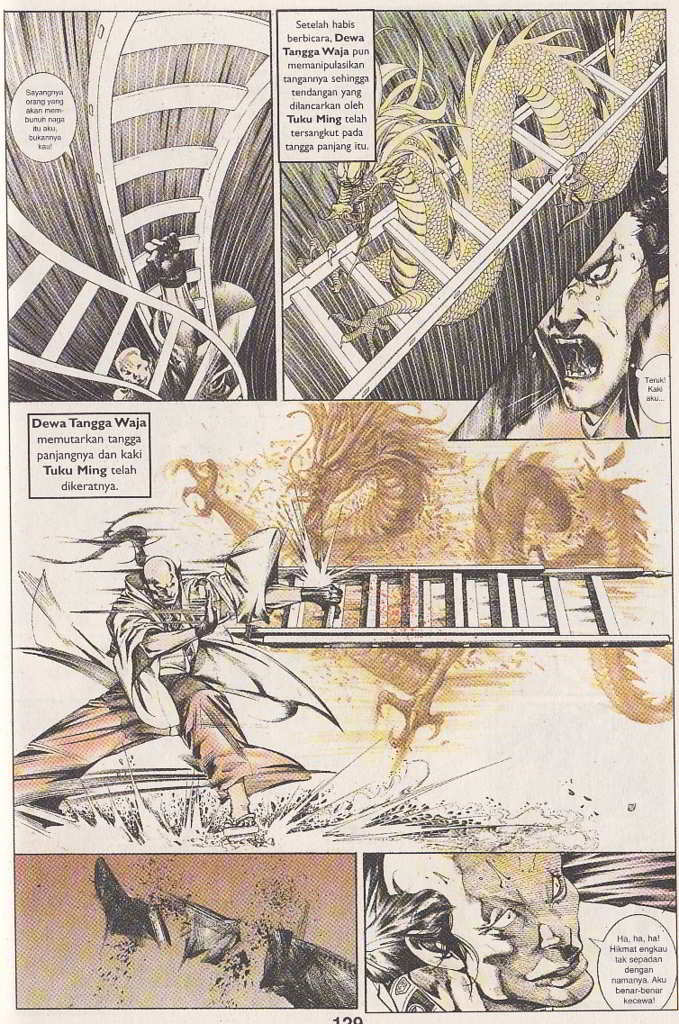 Sayangnya
orang yang
akan mem-
bunuh naga
itu aku,
bukannya
kau!
Setelah habis
berbicara, Dewa
Tangga Waja pun
memanipulasikan
tangannya sehingga
tendangan yang
dilancarkan oleh
Tuku Ming telah
tersangkut pada
tangga panjang itu.
Teruk!
Kaki
aku...
Dewa Tangga Waja
memutarkan tangga
panjangnya dan kaki
Tuku Ming telah
dikeratnya.
Ha, ha, ha!
Hikmat engkau
tak sepadan
dengan
namanya. Aku
benar-benar
kecewa!
129